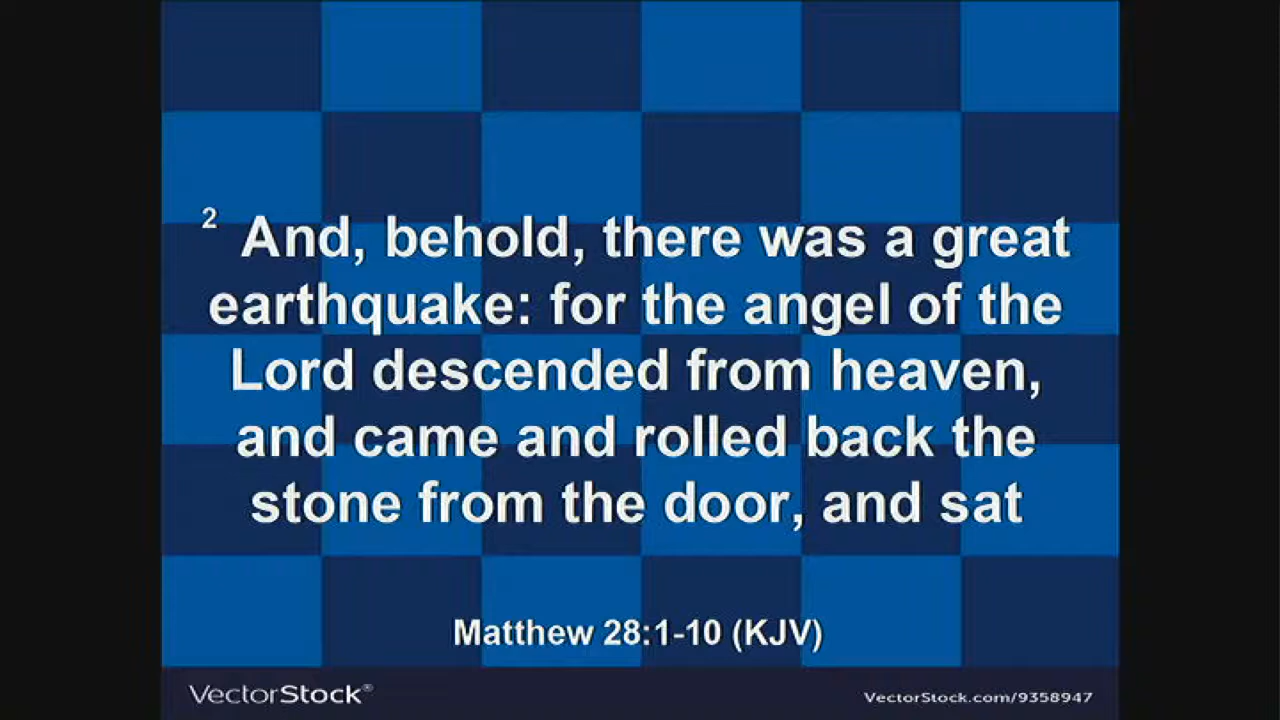 2 And, behold, there was a great
earthquake: for the angel of the
Lord descended from heaven,
and came and rolled back the
stone from the door, and sat
Matthew 28:1-10 (KJV)
VectorStock®
VectorStock.com/9358947